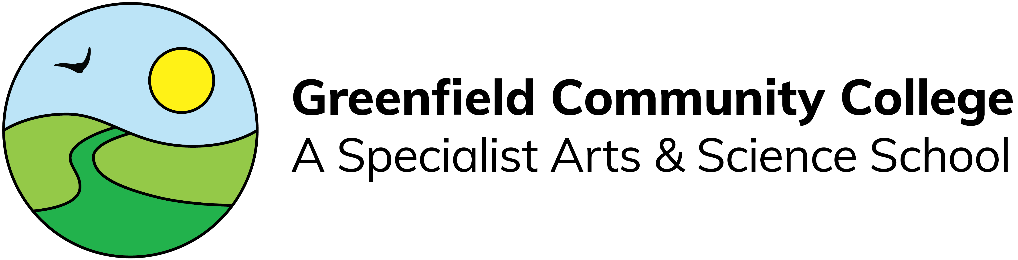 Greenfield Community College
A Specialist Arts & Science School